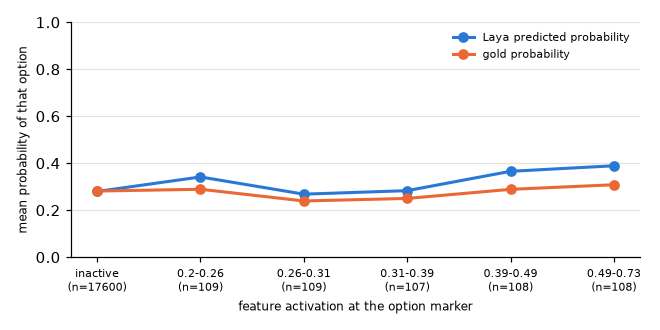 1.0
0.8
0.6
0.4
0.2
0.0
mean probability of that option
Laya predicted probability
gold probability
inactive
(n=17600)
0.2-0.26
(n=109)
0.26-0.31
(n=109)
0.31-0.39
(n=107)
0.39-0.49
(n=108)
0.49-0.73
(n=108)
feature activation at the option marker